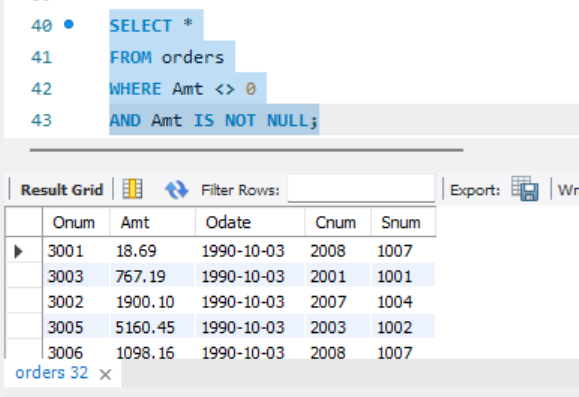 40 SELECT *
41 FROM orders
42 WHERE Amt <> 0
43 AND Amt IS NOT NULL;
Result Grid Filter Rows: Export: Wr
Onum Amt Odate Cnum Snum
3001 18.69 1990-10-03 2008 1007
3003 767.19 1990-10-03 2001 1001
3002 1900.10 1990-10-03 2007 1004
3005 5160.45 1990-10-03 2003 1002
3006 1098.16 1990-10-03 2008 1007
orders 32